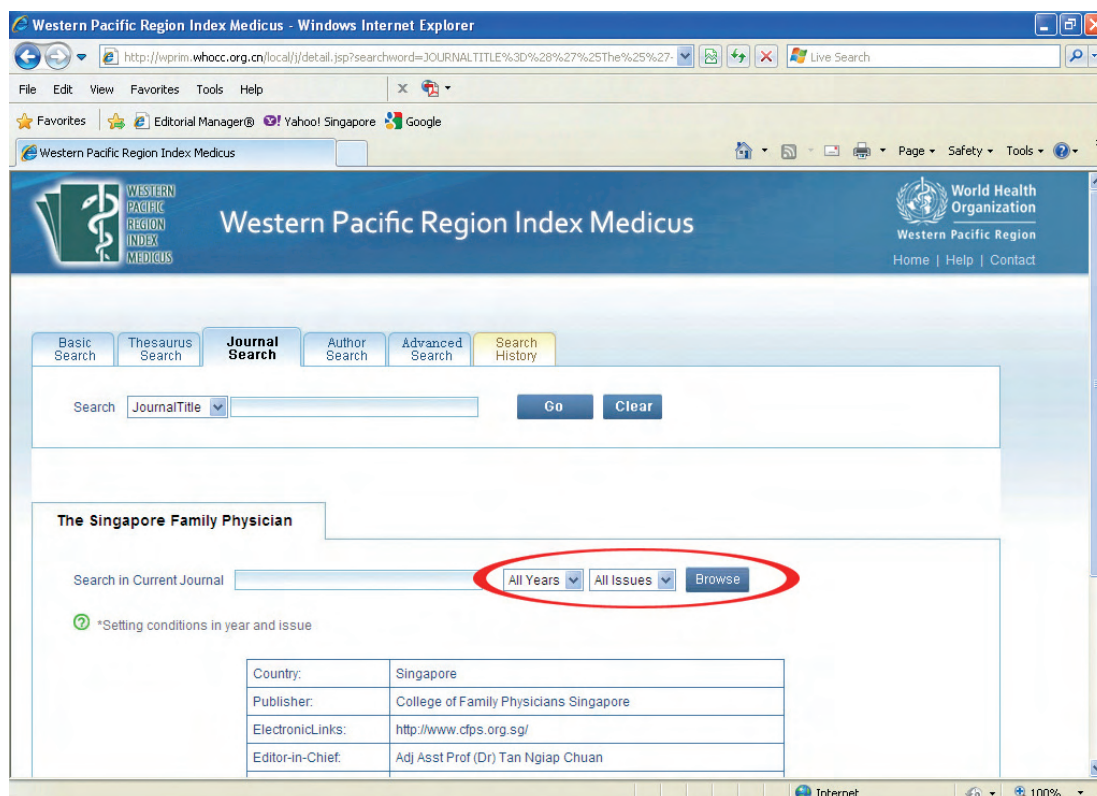 Western Pacific Region Index Medicus - Windows Internet Explorer
http://wprim.whocc.org.cn/local/j/detail.jsp?searchword=JOURNALTITLE%3D%28%27%25The%25%27- Live Search
File Edit View Favorites Tools Help
Favorites Editorial Manager® Yahoo! Singapore Google
Western Pacific Region Index Medicus Page Safety Tools
WESTERN
PACIFIC
REGION
INDEX
MEDICUS
Western Pacific Region Index Medicus
World Health
Organization
Western Pacific Region
Home | Help | Contact
Basic Search Thesaurus Search Journal Search Author Search Advanced Search Search History
Search JournalTitle Go Clear
The Singapore Family Physician
Search in Current Journal All Years All Issues Browse
*Setting conditions in year and issue
Country: Singapore
Publisher: College of Family Physicians Singapore
ElectronicLinks: http://www.cfps.org.sg/
Editor-in-Chief: Adj Asst Prof (Dr) Tan Ngiap Chuan
Internet 100%